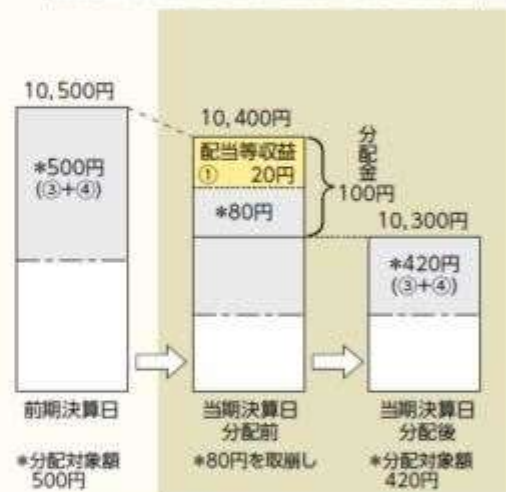 10,500円
*500円
(③+④)
10,400円
配当等収益
① 20円
*80円
分配金
100円
10,300円
*420円
(③+④)
前期決算日
当期決算日
分配前
当期決算日
分配後
*分配対象額
500円
*80円を取崩し
*分配対象額
420円